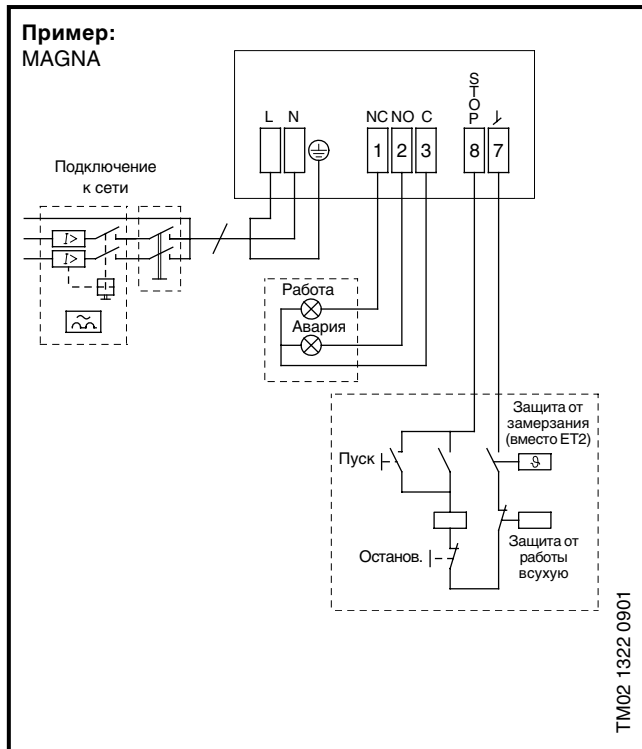 Пример:
MAGNA
L N
NC NO C
STOP
1 2 3
8 7
Подключение
к сети
I>
I>
Работа
Авария
Защита от
замерзания
(вместо ET2)
Пуск
ϑ
Останов.
Защита от
работы
всухую
TM02 1322 0901